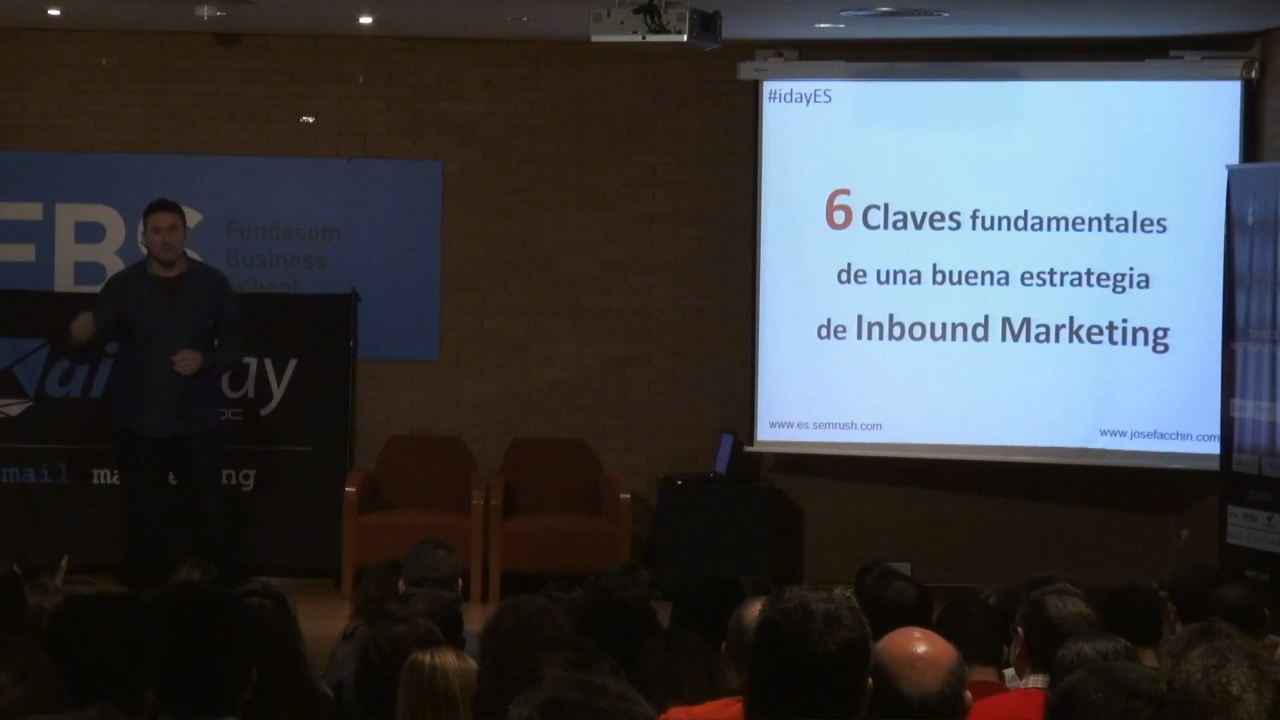 #idayES
6 Claves fundamentales
de una buena estrategia
de Inbound Marketing
www.es.semrush.com
www.josefacchin.com
Fundesem
Business
School